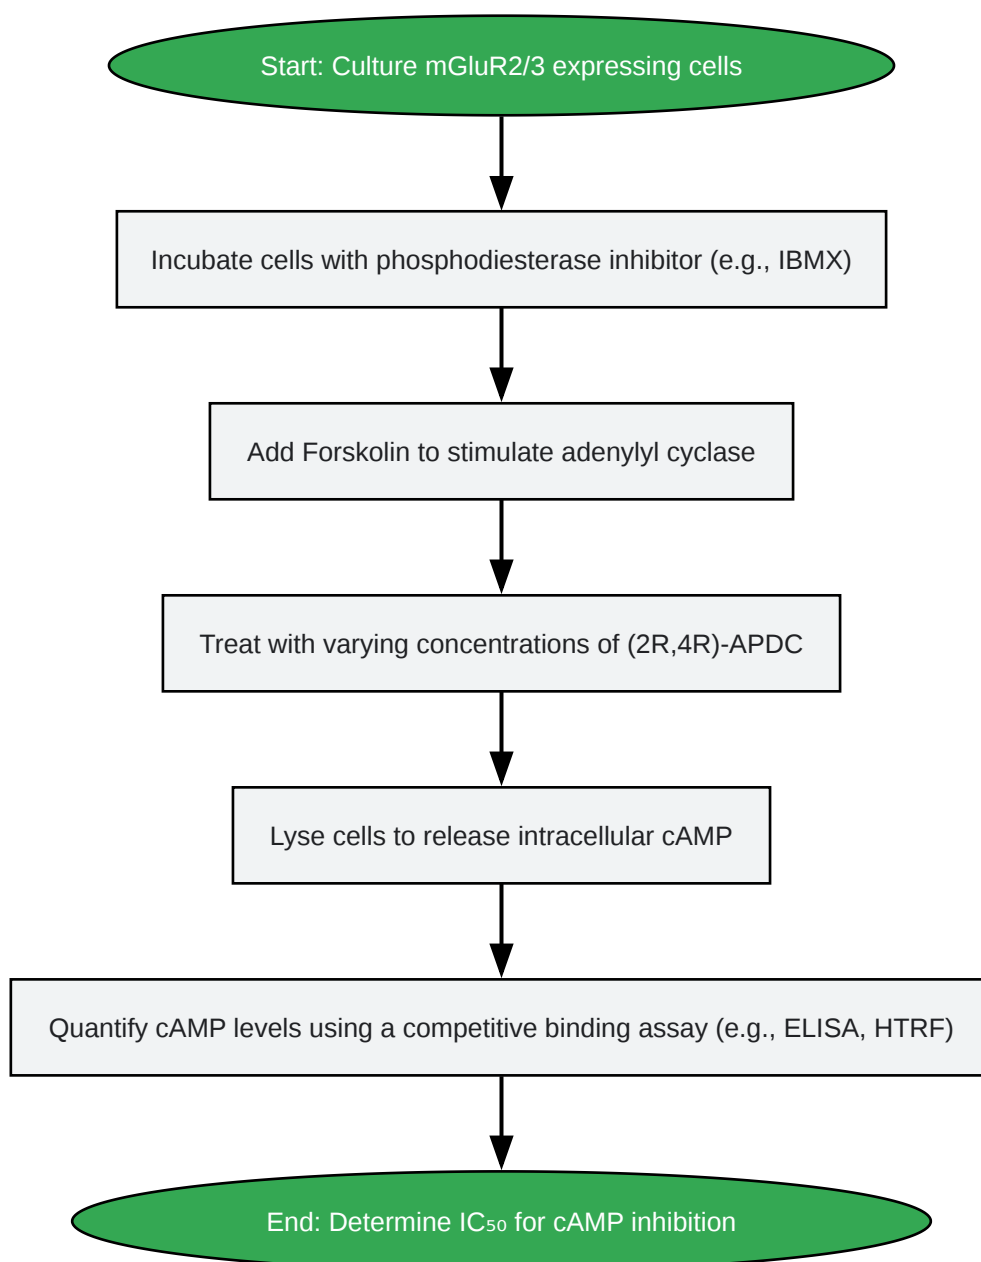 Start: Culture mGluR2/3 expressing cells
Incubate cells with phosphodiesterase inhibitor (e.g., IBMX)
Add Forskolin to stimulate adenylyl cyclase
Treat with varying concentrations of (2R,4R)-APDC
Lyse cells to release intracellular cAMP
Quantify cAMP levels using a competitive binding assay (e.g., ELISA, HTRF)
End: Determine IC₅₀ for cAMP inhibition